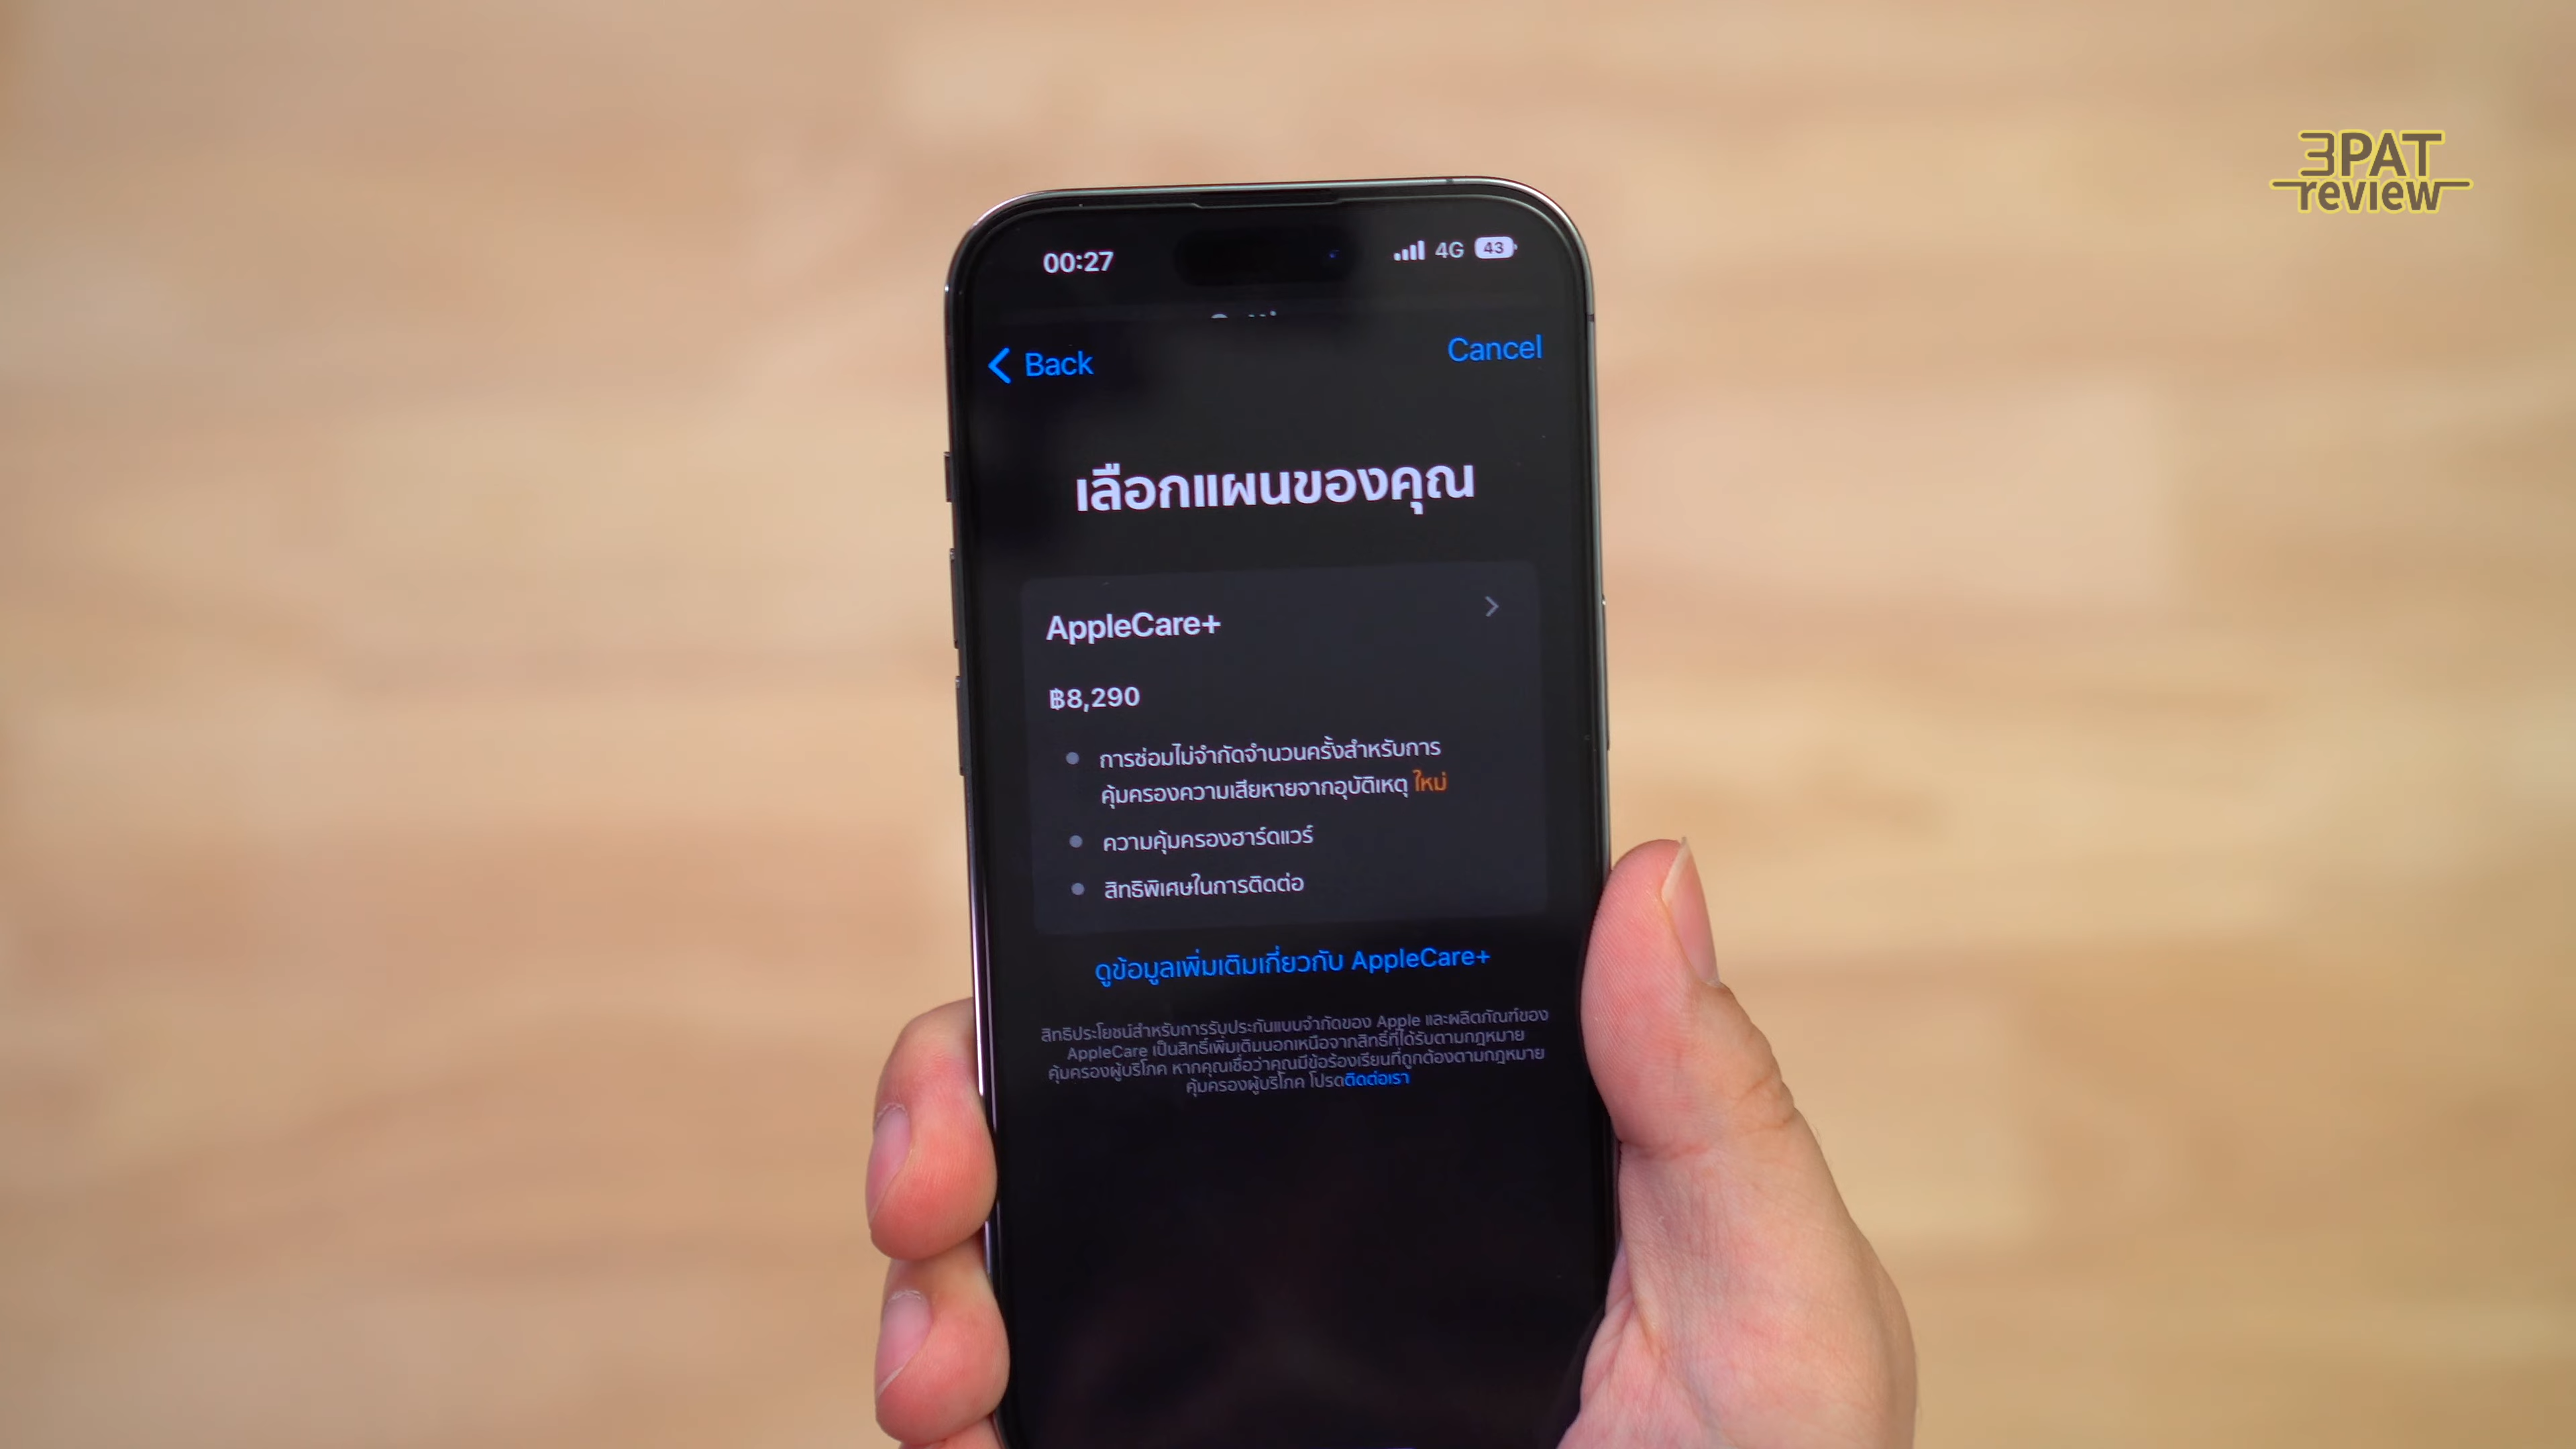 3PAT
review
00:27 4G 43
Back Cancel
เลือกแผนของคุณ
AppleCare+
฿8,290
การซ่อมไม่จำกัดจำนวนครั้งสำหรับการ
คุ้มครองความเสียหายจากอุบัติเหตุ ใหม่
ความคุ้มครองฮาร์ดแวร์
สิทธิพิเศษในการติดต่อ
ดูข้อมูลเพิ่มเติมเกี่ยวกับ AppleCare+
สิทธิประโยชน์สำหรับการรับประกันแบบจำกัดของ Apple และผลิตภัณฑ์ของ
AppleCare เป็นสิทธิ์เพิ่มเติมนอกเหนือจากสิทธิ์ที่ได้รับตามกฎหมาย
คุ้มครองผู้บริโภค หากคุณเชื่อว่าคุณมีข้อร้องเรียนที่ถูกต้องตามกฎหมาย
คุ้มครองผู้บริโภค โปรดติดต่อเรา